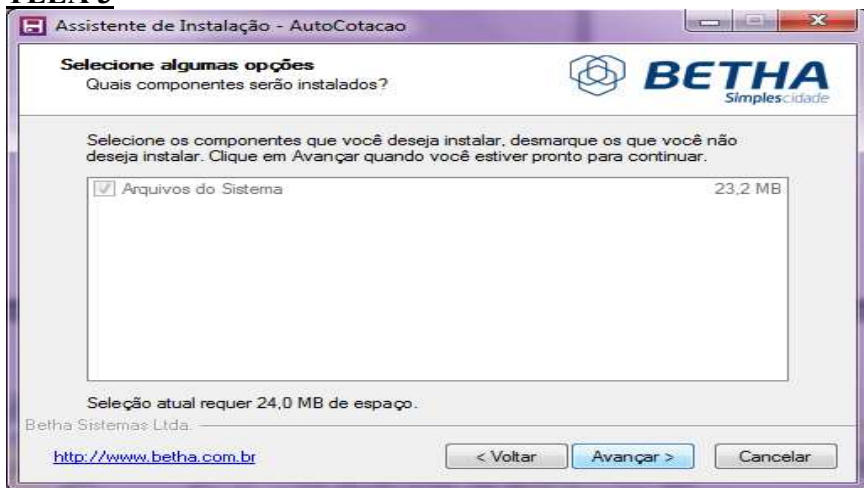 Assistente de Instalação - AutoCotacao
Selecione algumas opções
Quais componentes serão instalados?
BETHA
Simplescidade
Selecione os componentes que você deseja instalar, desmarque os que você não
deseja instalar. Clique em Avançar quando você estiver pronto para continuar.
Arquivos do Sistema 23,2 MB
Seleção atual requer 24,0 MB de espaço.
Betha Sistemas Ltda.
http://www.betha.com.br
< Voltar Avançar > Cancelar